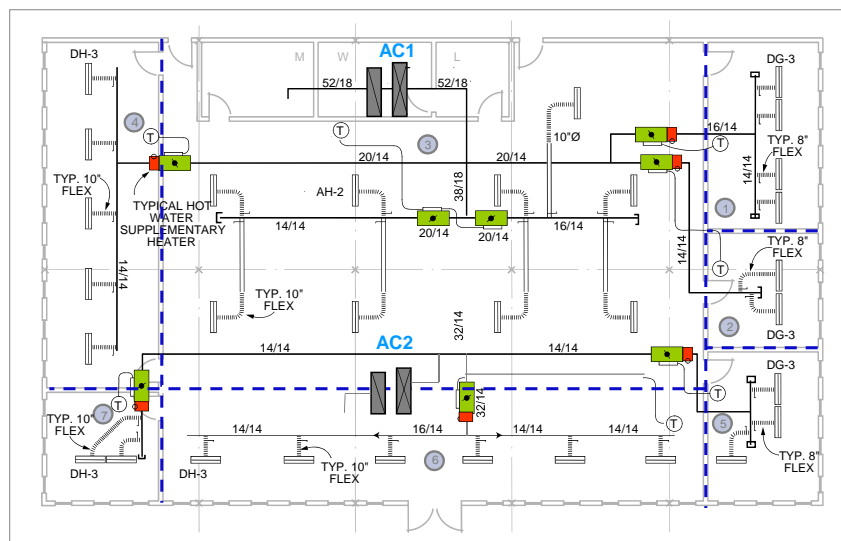 DH-3
M
W
AC1
L
DG-3
52/18
52/18
4
T
T
3
10"Ø
16/14
T
TYP. 8"
FLEX
14/14
20/14
20/14
TYP. 10"
FLEX
TYPICAL HOT
WATER
SUPPLEMENTARY
HEATER
AH-2
38/18
1
14/14
20/14
20/14
16/14
14/14
14/14
T
TYP. 8"
FLEX
TYP. 10"
FLEX
2
DG-3
32/14
AC2
14/14
14/14
DG-3
T
7
T
32/14
T
5
TYP. 10"
FLEX
14/14
16/14
14/14
14/14
TYP. 8"
FLEX
DH-3
DH-3
TYP. 10"
FLEX
6